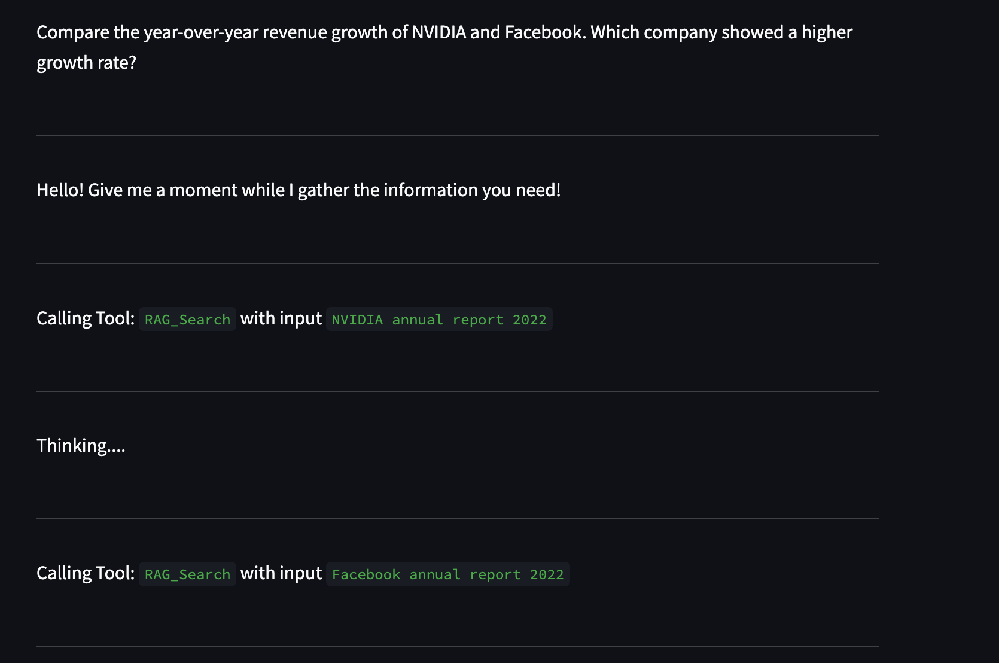 Compare the year-over-year revenue growth of NVIDIA and Facebook. Which company showed a higher
growth rate?
Hello! Give me a moment while I gather the information you need!
Calling Tool: RAG_Search with input NVIDIA annual report 2022
Thinking....
Calling Tool: RAG_Search with input Facebook annual report 2022